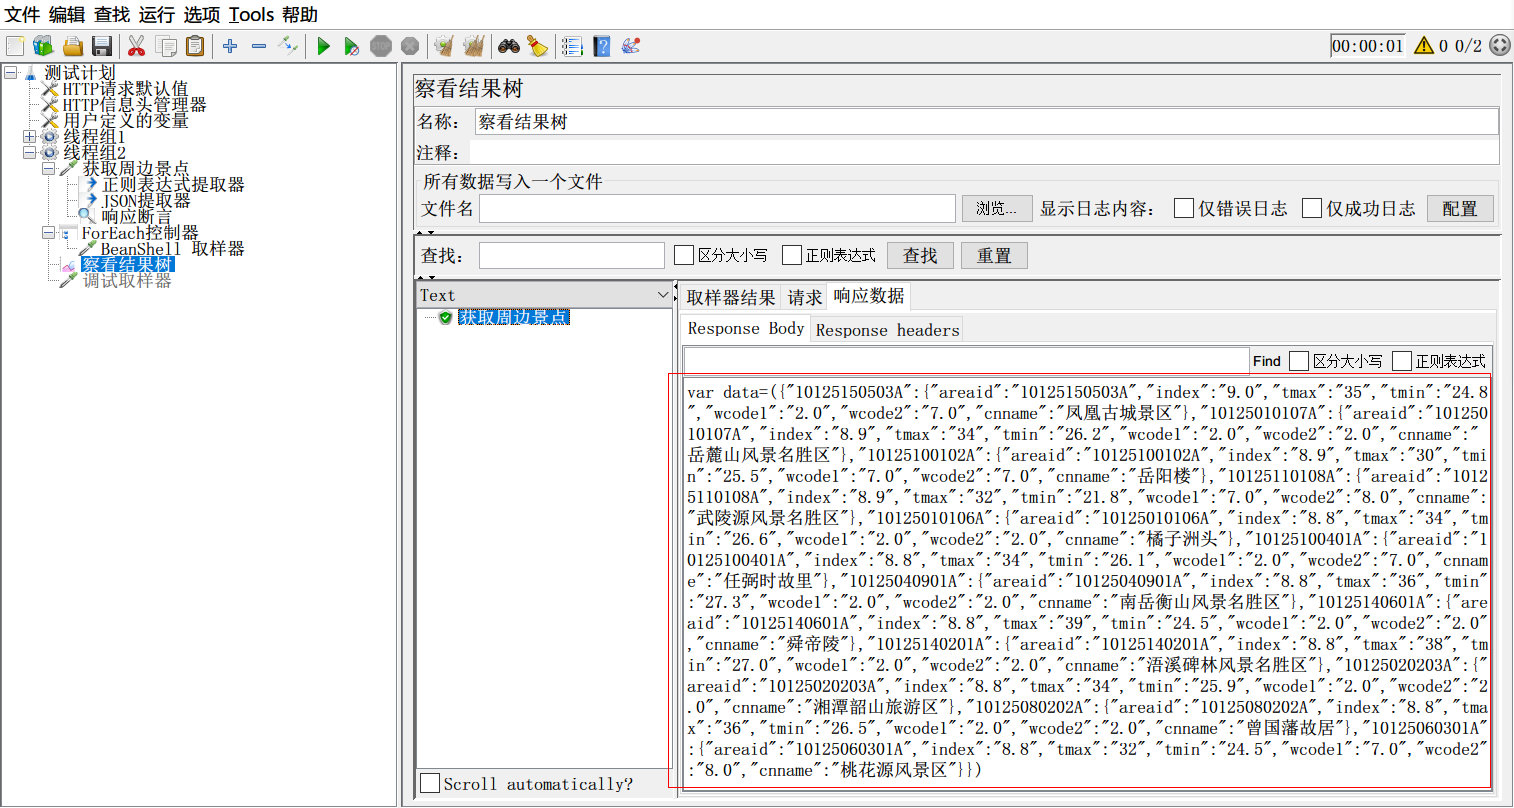 文件 编辑 查找 运行 选项 Tools 帮助
STOP
00:00:01 0 0/2
测试计划
HTTP请求默认值
HTTP信息头管理器
用户定义的变量
线程组1
线程组2
获取周边景点
正则表达式提取器
JSON提取器
响应断言
ForEach控制器
BeanShell 取样器
察看结果树
调试取样器
察看结果树
名称： 察看结果树
注释：
所有数据写入一个文件
文件名 浏览... 显示日志内容： 仅错误日志 仅成功日志 配置
查找： 区分大小写 正则表达式 查找 重置
Text
获取周边景点
Scroll automatically?
取样器结果 请求 响应数据
Response Body Response headers
Find 区分大小写 正则表达式
var data=({"10125150503A":{"areaid":"10125150503A","index":"9.0","tmax":"35","tmin":"24.8
","wcode1":"2.0","wcode2":"7.0","cnname":"凤凰古城景区"},"10125010107A":{"areaid":"101250
10107A","index":"8.9","tmax":"34","tmin":"26.2","wcode1":"2.0","wcode2":"2.0","cnname":"
岳麓山风景名胜区"},"10125100102A":{"areaid":"10125100102A","index":"8.9","tmax":"30","tmi
n":"25.5","wcode1":"7.0","wcode2":"7.0","cnname":"岳阳楼"},"10125110108A":{"areaid":"1012
5110108A","index":"8.9","tmax":"32","tmin":"21.8","wcode1":"7.0","wcode2":"8.0","cnname":
"武陵源风景名胜区"},"10125010106A":{"areaid":"10125010106A","index":"8.8","tmax":"34","tm
in":"26.6","wcode1":"2.0","wcode2":"2.0","cnname":"橘子洲头"},"10125100401A":{"areaid":"1
0125100401A","index":"8.8","tmax":"34","tmin":"26.1","wcode1":"2.0","wcode2":"7.0","cnnam
e":"任弼时故里"},"10125040901A":{"areaid":"10125040901A","index":"8.8","tmax":"36","tmin"
:"27.3","wcode1":"2.0","wcode2":"2.0","cnname":"南岳衡山风景名胜区"},"10125140601A":{"are
aid":"10125140601A","index":"8.8","tmax":"39","tmin":"24.5","wcode1":"2.0","wcode2":"2.0"
,"cnname":"舜帝陵"},"10125140201A":{"areaid":"10125140201A","index":"8.8","tmax":"38","tm
in":"27.0","wcode1":"2.0","wcode2":"2.0","cnname":"浯溪碑林风景名胜区"},"10125020203A":{"
areaid":"10125020203A","index":"8.8","tmax":"34","tmin":"25.9","wcode1":"2.0","wcode2":"2
.0","cnname":"湘潭韶山旅游区"},"10125080202A":{"areaid":"10125080202A","index":"8.8","tma
x":"36","tmin":"26.5","wcode1":"2.0","wcode2":"2.0","cnname":"曾国藩故居"},"10125060301A"
:{"areaid":"10125060301A","index":"8.8","tmax":"32","tmin":"24.5","wcode1":"7.0","wcode2"
:"8.0","cnname":"桃花源风景区"}})